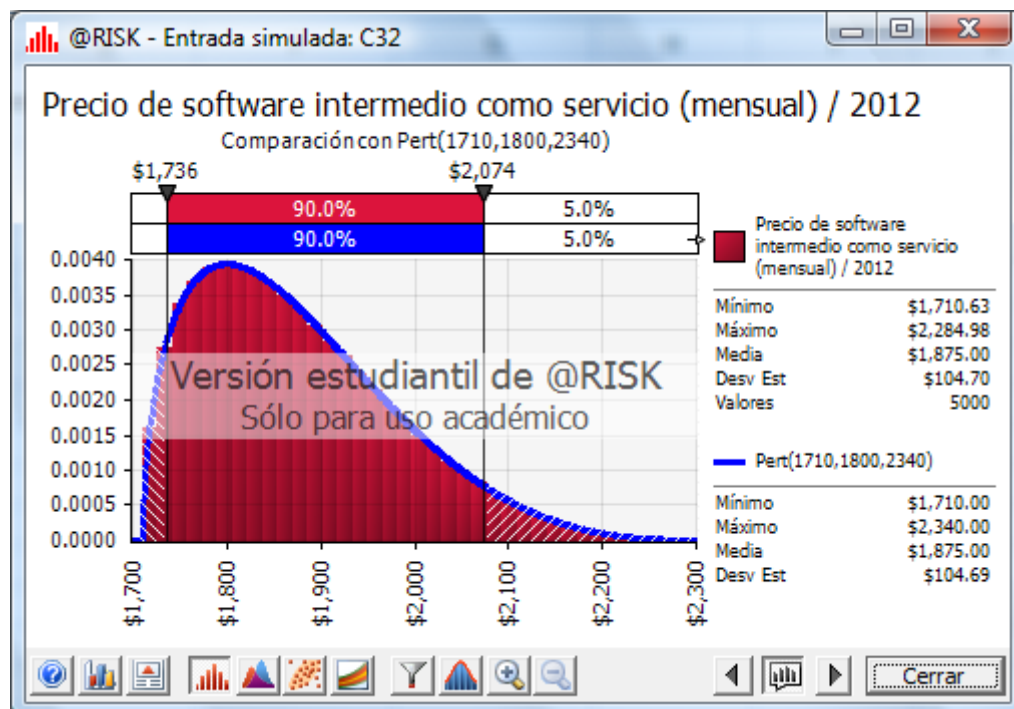 @RISK - Entrada simulada: C32
Precio de software intermedio como servicio (mensual) / 2012
Comparación con Pert(1710,1800,2340)
$1,736 $2,074
90.0% 5.0%
90.0% 5.0%
0.0040
0.0035
0.0030
0.0025
0.0020
0.0015
0.0010
0.0005
0.0000
Versión estudiantil de @RISK
Sólo para uso académico
$1,700
$1,800
$1,900
$2,000
$2,100
$2,200
$2,300
Precio de software
intermedio como servicio
(mensual) / 2012
Mínimo $1,710.63
Máximo $2,284.98
Media $1,875.00
Desv Est $104.70
Valores 5000
Pert(1710,1800,2340)
Mínimo $1,710.00
Máximo $2,340.00
Media $1,875.00
Desv Est $104.69
Cerrar